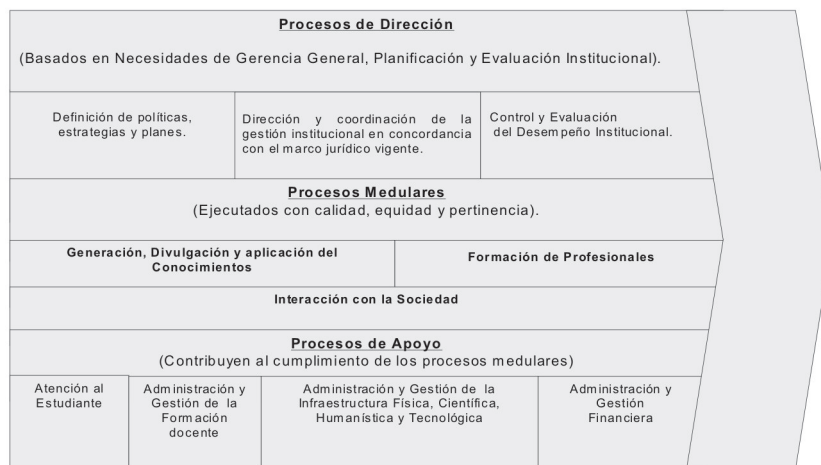 Procesos de Dirección
(Basados en Necesidades de Gerencia General, Planificación y Evaluación Institucional).
Definición de políticas,
estrategias y planes.
Dirección y coordinación de la
gestión institucional en concordancia
con el marco jurídico vigente.
Control y Evaluación
del Desempeño Institucional.
Procesos Medulares
(Ejecutados con calidad, equidad y pertinencia).
Generación, Divulgación y aplicación del
Conocimientos
Formación de Profesionales
Interacción con la Sociedad
Procesos de Apoyo
(Contribuyen al cumplimiento de los procesos medulares)
Atención al
Estudiante
Administración y
Gestión de la
Formación
docente
Administración y Gestión de la
Infraestructura Física, Científica,
Humanística y Tecnológica
Administración y
Gestión
Financiera